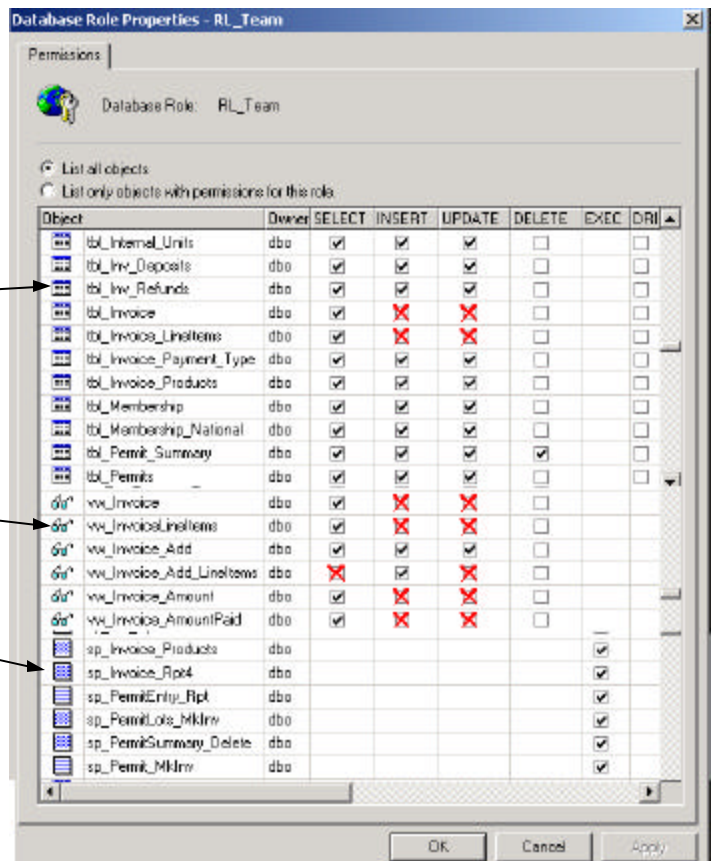 Database Role Properties - RL_Team
Permissions
Database Role: RL_Team
List all objects
List only objects with permissions for this role.
Object Owner SELECT INSERT UPDATE DELETE EXEC DRI
tbl_Internal_Units dbo
tbl_Inv_Deposits dbo
tbl_Inv_Refunds dbo
tbl_Invoice dbo
tbl_Invoice_LineItems dbo
tbl_Invoice_Payment_Type dbo
tbl_Invoice_Products dbo
tbl_Membership dbo
tbl_Membership_National dbo
tbl_Permit_Summary dbo
tbl_Permits dbo
vw_Invoice dbo
vw_InvoiceLineItems dbo
vw_Invoice_Add dbo
vw_Invoice_Add_LineItems dbo
vw_Invoice_Amount dbo
vw_Invoice_AmountPaid dbo
sp_Invoice_Products dbo
sp_Invoice_Rpt4 dbo
sp_PermitEntry_Rpt dbo
sp_PermitLots_MkInv dbo
sp_PermitSummary_Delete dbo
sp_Permit_MkInv dbo
OK Cancel Apply